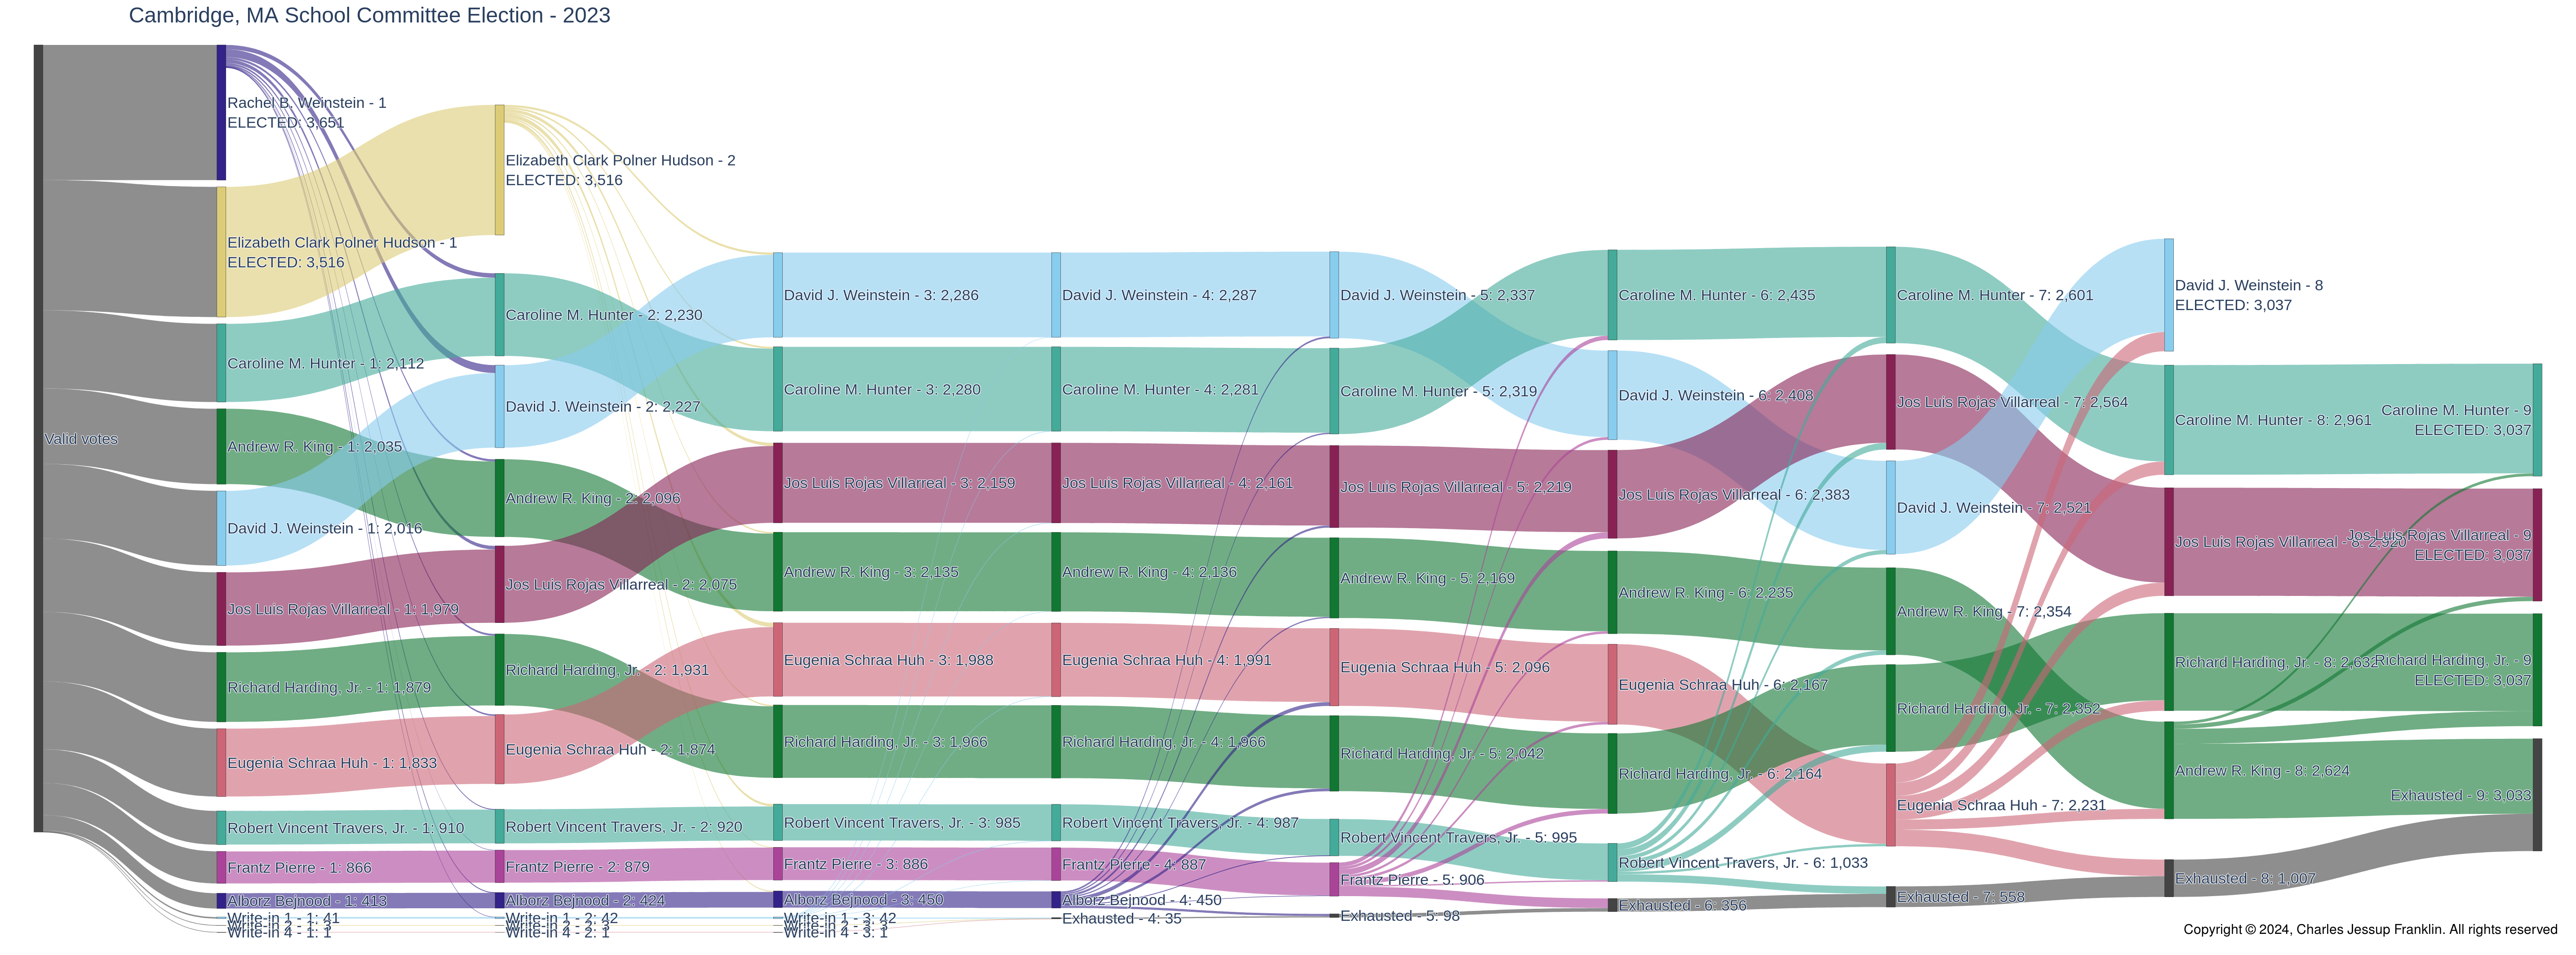 Cambridge, MA School Committee Election - 2023
Valid votes
Rachel B. Weinstein - 1
ELECTED: 3,651
Elizabeth Clark Polner Hudson - 1
ELECTED: 3,516
Caroline M. Hunter - 1: 2,112
Andrew R. King - 1: 2,035
David J. Weinstein - 1: 2,016
Jos Luis Rojas Villarreal - 1: 1,979
Richard Harding, Jr. - 1: 1,879
Eugenia Schraa Huh - 1: 1,833
Robert Vincent Travers, Jr. - 1: 910
Frantz Pierre - 1: 866
Alborz Bejnood - 1: 413
Write-in 1 - 1: 41
Write-in 2 - 1: 3
Write-in 4 - 1: 1
Elizabeth Clark Polner Hudson - 2
ELECTED: 3,516
Caroline M. Hunter - 2: 2,230
David J. Weinstein - 2: 2,227
Andrew R. King - 2: 2,096
Jos Luis Rojas Villarreal - 2: 2,075
Richard Harding, Jr. - 2: 1,931
Eugenia Schraa Huh - 2: 1,874
Robert Vincent Travers, Jr. - 2: 920
Frantz Pierre - 2: 879
Alborz Bejnood - 2: 424
Write-in 1 - 2: 42
Write-in 2 - 2: 3
Write-in 4 - 2: 1
David J. Weinstein - 3: 2,286
Caroline M. Hunter - 3: 2,280
Jos Luis Rojas Villarreal - 3: 2,159
Andrew R. King - 3: 2,135
Eugenia Schraa Huh - 3: 1,988
Richard Harding, Jr. - 3: 1,966
Robert Vincent Travers, Jr. - 3: 985
Frantz Pierre - 3: 886
Alborz Bejnood - 3: 450
Write-in 1 - 3: 42
Write-in 2 - 3: 3
Write-in 4 - 3: 1
David J. Weinstein - 4: 2,287
Caroline M. Hunter - 4: 2,281
Jos Luis Rojas Villarreal - 4: 2,161
Andrew R. King - 4: 2,136
Eugenia Schraa Huh - 4: 1,991
Richard Harding, Jr. - 4: 1,966
Robert Vincent Travers, Jr. - 4: 987
Frantz Pierre - 4: 887
Alborz Bejnood - 4: 450
Exhausted - 4: 35
David J. Weinstein - 5: 2,337
Caroline M. Hunter - 5: 2,319
Jos Luis Rojas Villarreal - 5: 2,219
Andrew R. King - 5: 2,169
Eugenia Schraa Huh - 5: 2,096
Richard Harding, Jr. - 5: 2,042
Robert Vincent Travers, Jr. - 5: 995
Frantz Pierre - 5: 906
Exhausted - 5: 98
Caroline M. Hunter - 6: 2,435
David J. Weinstein - 6: 2,408
Jos Luis Rojas Villarreal - 6: 2,383
Andrew R. King - 6: 2,235
Eugenia Schraa Huh - 6: 2,167
Richard Harding, Jr. - 6: 2,164
Robert Vincent Travers, Jr. - 6: 1,033
Exhausted - 6: 356
Caroline M. Hunter - 7: 2,601
Jos Luis Rojas Villarreal - 7: 2,564
David J. Weinstein - 7: 2,521
Andrew R. King - 7: 2,354
Richard Harding, Jr. - 7: 2,352
Eugenia Schraa Huh - 7: 2,231
Exhausted - 7: 558
David J. Weinstein - 8
ELECTED: 3,037
Caroline M. Hunter - 8: 2,961
Jos Luis Rojas Villarreal - 8: 2,920
Richard Harding, Jr. - 8: 2,632
Andrew R. King - 8: 2,624
Exhausted - 8: 1,007
Caroline M. Hunter - 9
ELECTED: 3,037
Jos Luis Rojas Villarreal - 9
ELECTED: 3,037
Richard Harding, Jr. - 9
ELECTED: 3,037
Exhausted - 9: 3,033
Copyright © 2024, Charles Jessup Franklin. All rights reserved